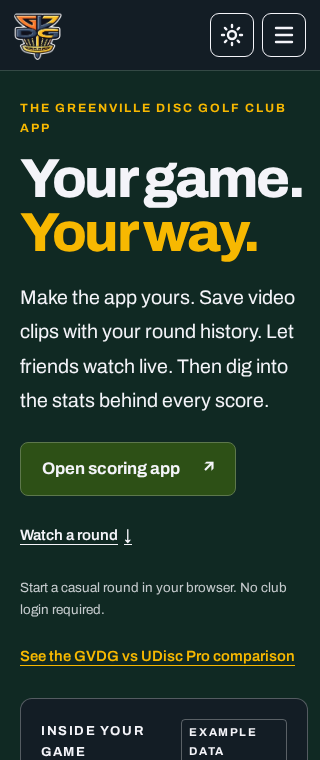 GVDG
THE GREENVILLE DISC GOLF CLUB
APP
Your game.
Your way.
Make the app yours. Save video
clips with your round history. Let
friends watch live. Then dig into
the stats behind every score.
Open scoring app ↗
Watch a round ↓
Start a casual round in your browser. No club
login required.
See the GVDG vs UDisc Pro comparison
INSIDE YOUR
GAME
EXAMPLE
DATA